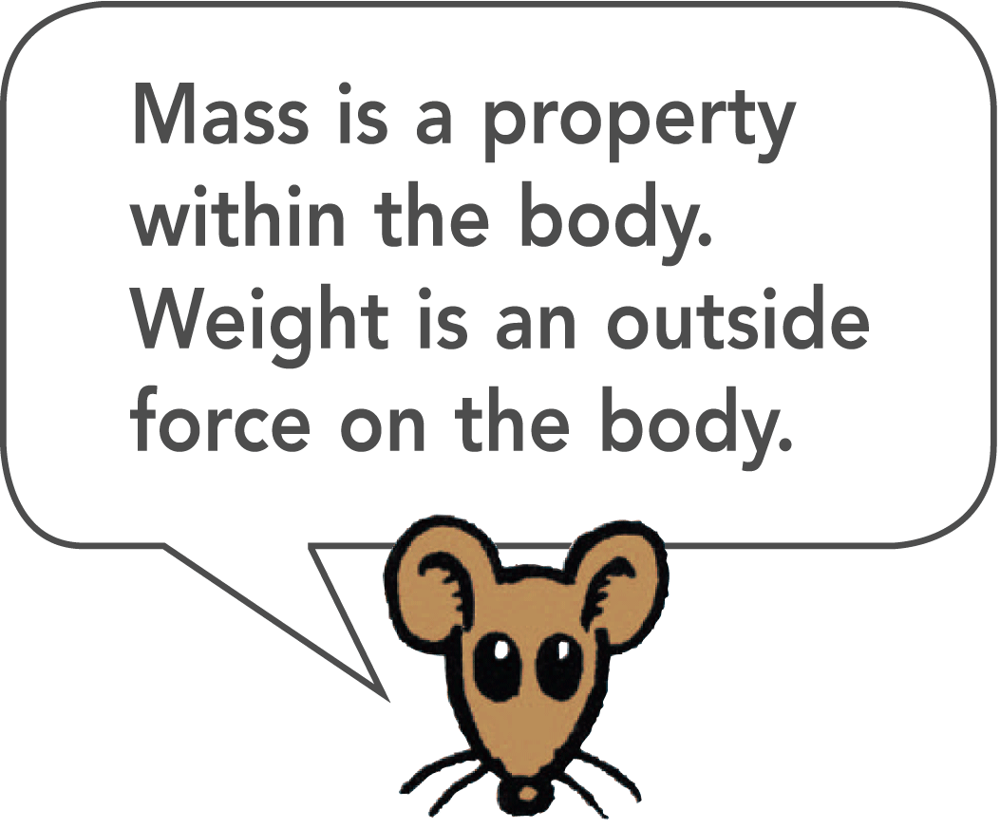 Mass is a property
within the body.
Weight is an outside
force on the body.